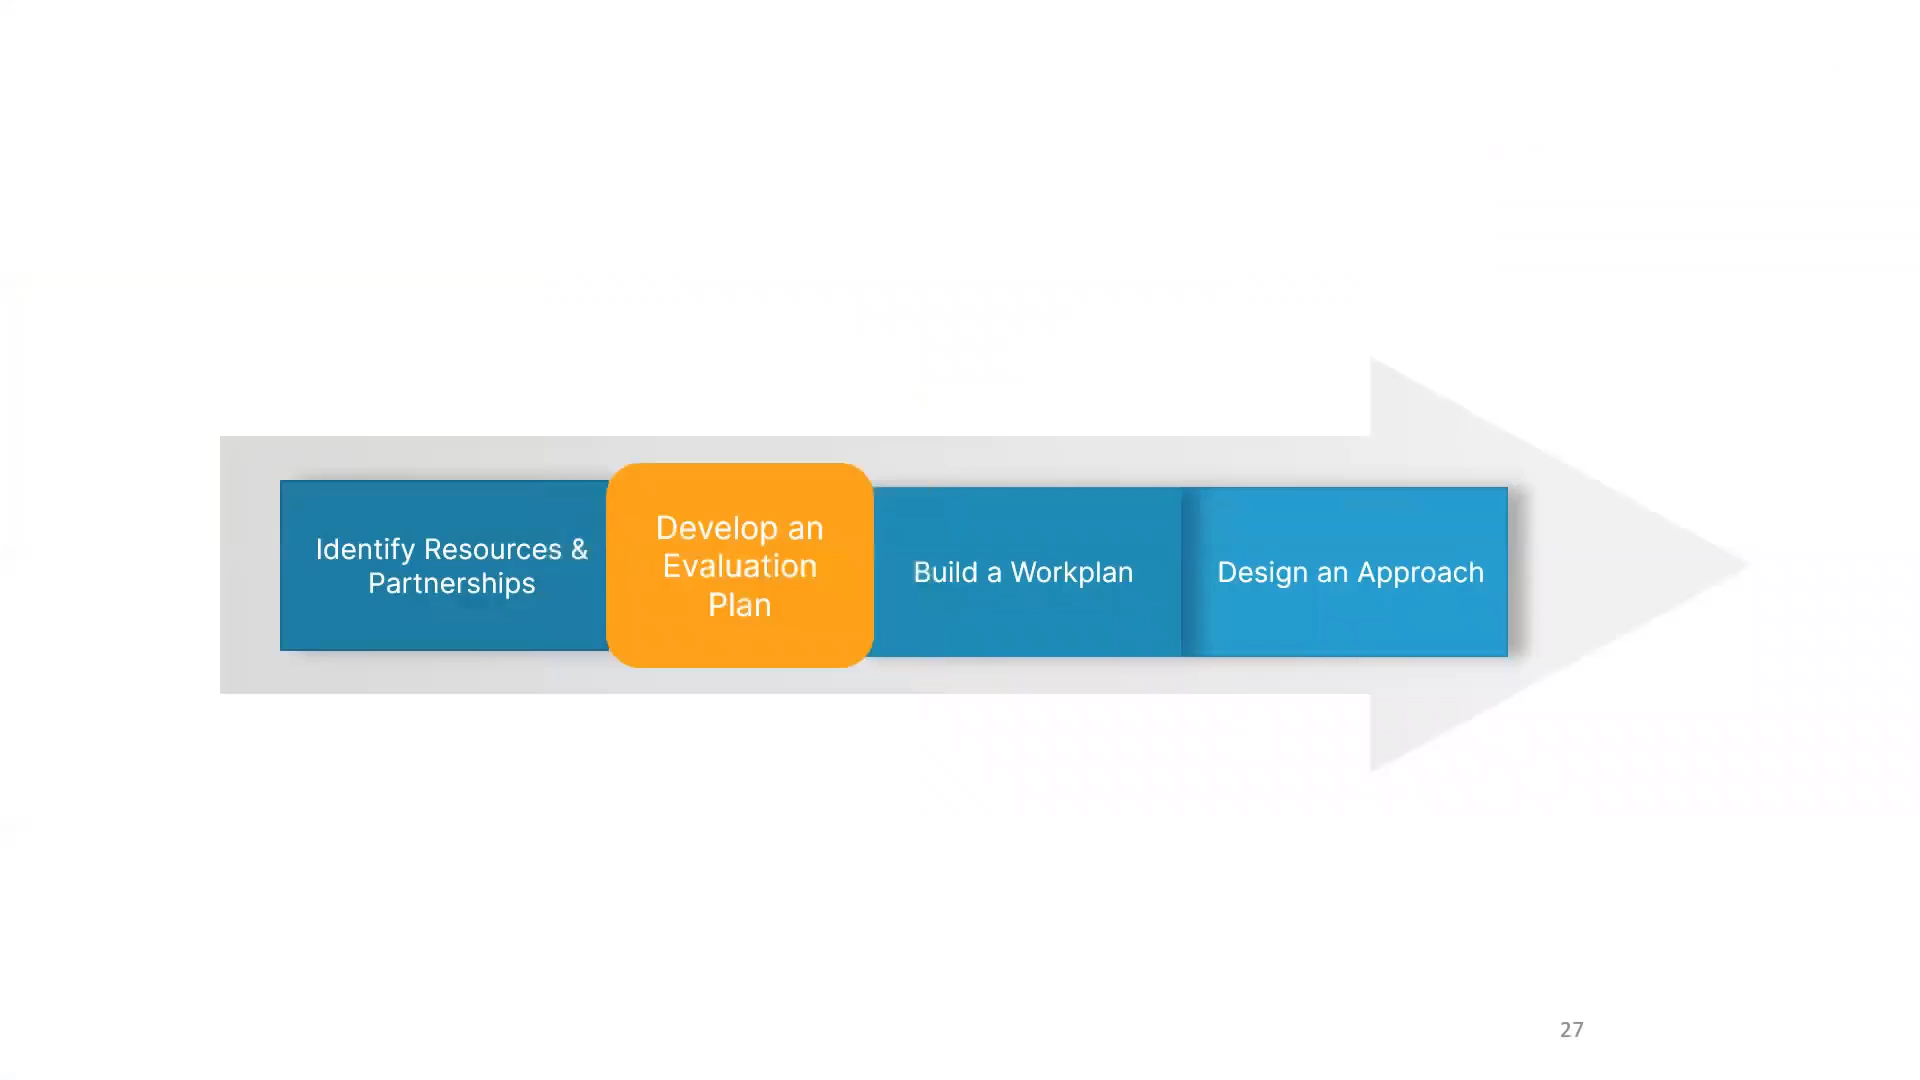 Identify Resources &
Partnerships
Develop an
Evaluation
Plan
Build a Workplan
Design an Approach
27